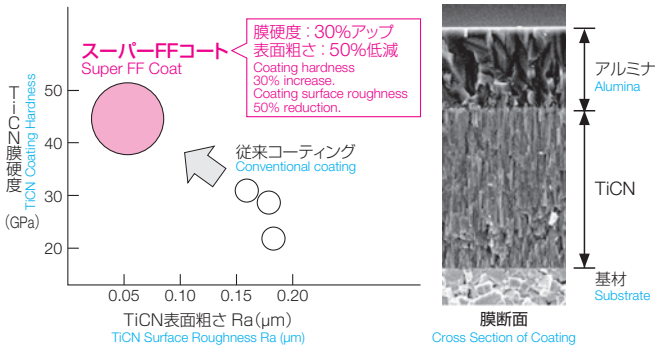 スーパーFFコート
Super FF Coat
膜硬度：30%アップ
表面粗さ：50%低減
Coating hardness
30% increase.
Coating surface roughness
50% reduction.
従来コーティング
Conventional coating
TiCN膜硬度
(GPa)
TiCN Coating Hardness
50
40
30
20
0.05
0.10
0.15
0.20
TiCN表面粗さ Ra(μm)
TiCN Surface Roughness Ra (μm)
アルミナ
Alumina
TiCN
基材
Substrate
膜断面
Cross Section of Coating